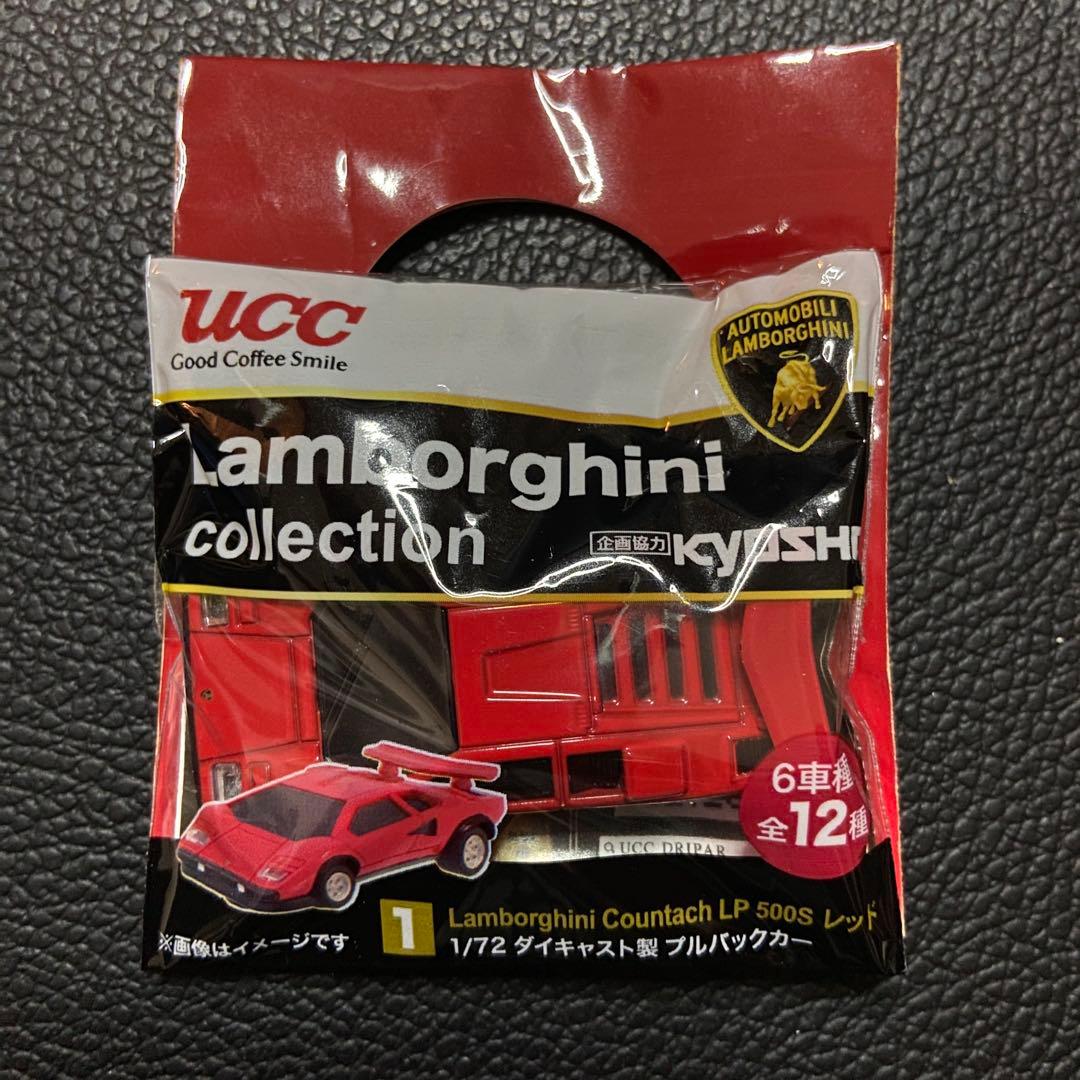 UCC
Good Coffee Smile
AUTOMOBILI
LAMBORGHINI
Lamborghini
collection
企画協力 KYOSHO
6車種
全12種
UCC DRIPAR
1 Lamborghini Countach LP 500S レッド
※画像はイメージです
1/72 ダイキャスト製 プルバックカー